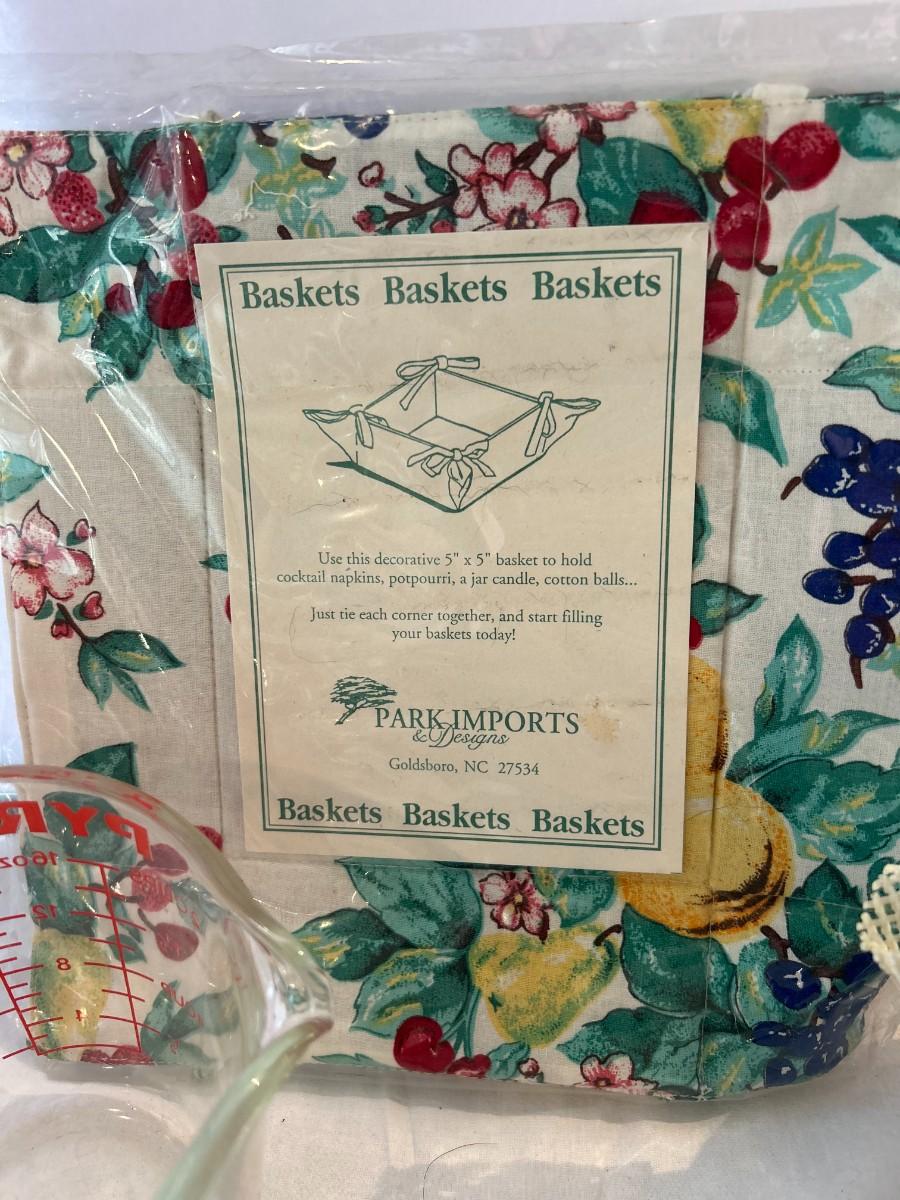 Baskets Baskets Baskets
Use this decorative 5" x 5" basket to hold
cocktail napkins, potpourri, a jar candle, cotton balls...
Just tie each corner together, and start filling
your baskets today!
PARK IMPORTS
& Designs
Goldsboro, NC 27534
Baskets Baskets Baskets
PYR
16oz
12
8
4